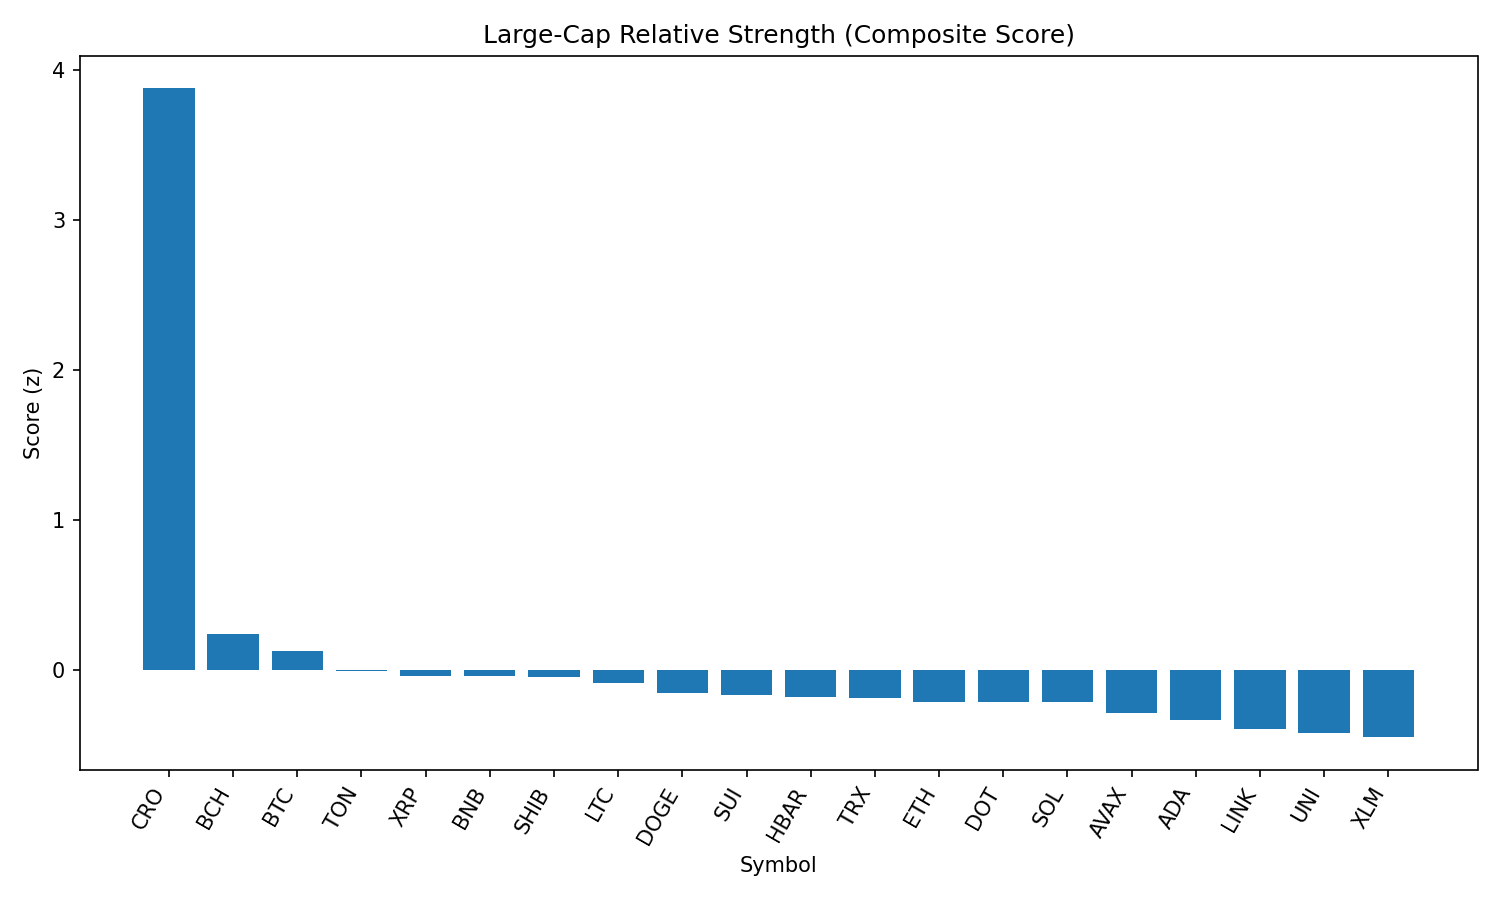 Large-Cap Relative Strength (Composite Score)
Score (z)
4
3
2
1
0
CRO
BCH
BTC
TON
XRP
BNB
SHIB
LTC
DOGE
SUI
HBAR
TRX
ETH
DOT
SOL
AVAX
ADA
LINK
UNI
XLM
Symbol